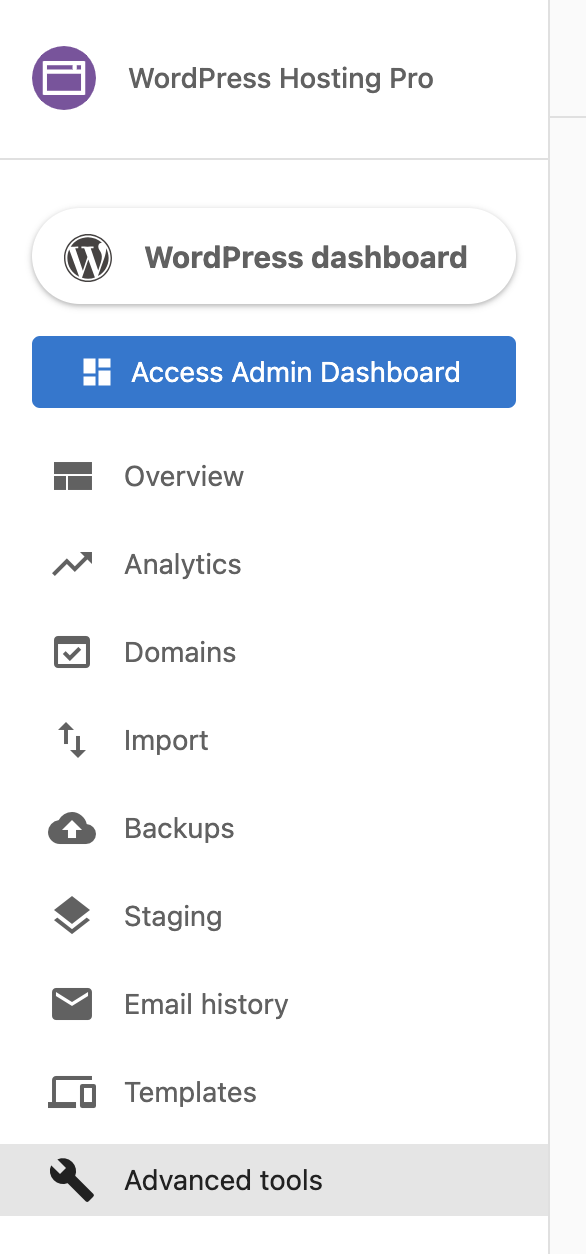 WordPress Hosting Pro
WordPress dashboard
Access Admin Dashboard
Overview
Analytics
Domains
Import
Backups
Staging
Email history
Templates
Advanced tools